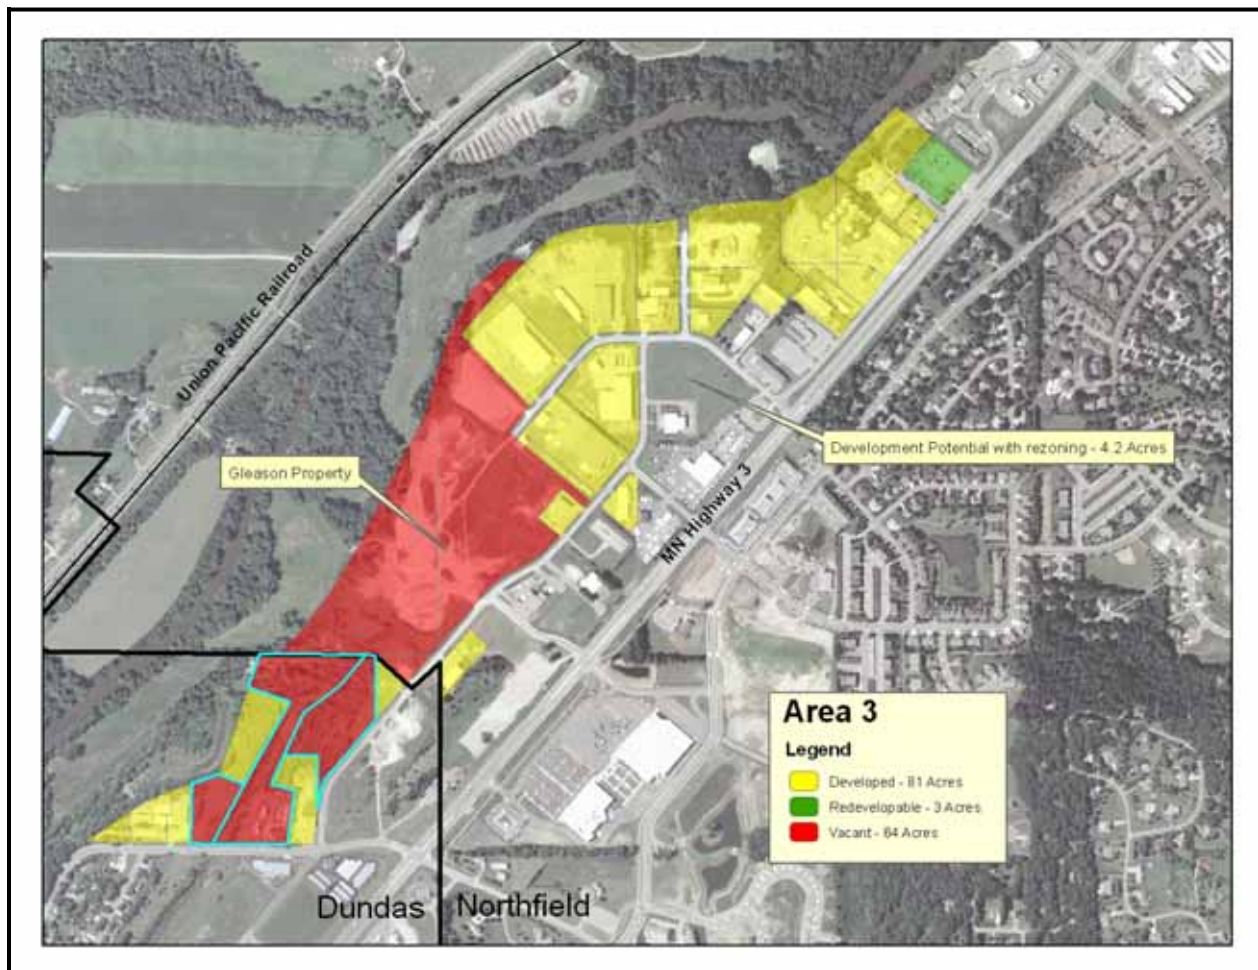 Union Pacific Railroad
Gleason Property
Development Potential with rezoning - 4.2 Acres
MN Highway 3
Area 3
Legend
Developed - 81 Acres
Redevelopable - 3 Acres
Vacant - 64 Acres
Dundas
Northfield